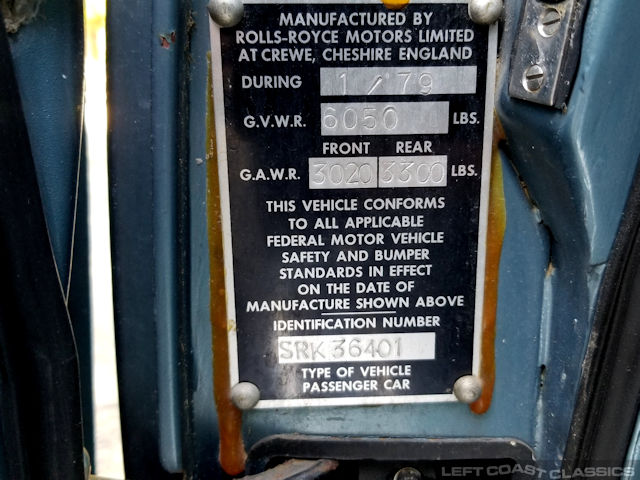 MANUFACTURED BY
ROLLS-ROYCE MOTORS LIMITED
AT CREWE, CHESHIRE ENGLAND
DURING 1 / 79
G.V.W.R. 6050 LBS.
FRONT REAR
G.A.W.R. 3020 3300 LBS.
THIS VEHICLE CONFORMS
TO ALL APPLICABLE
FEDERAL MOTOR VEHICLE
SAFETY AND BUMPER
STANDARDS IN EFFECT
ON THE DATE OF
MANUFACTURE SHOWN ABOVE
IDENTIFICATION NUMBER
SRK36401
TYPE OF VEHICLE
PASSENGER CAR
LEFT COAST CLASSICS